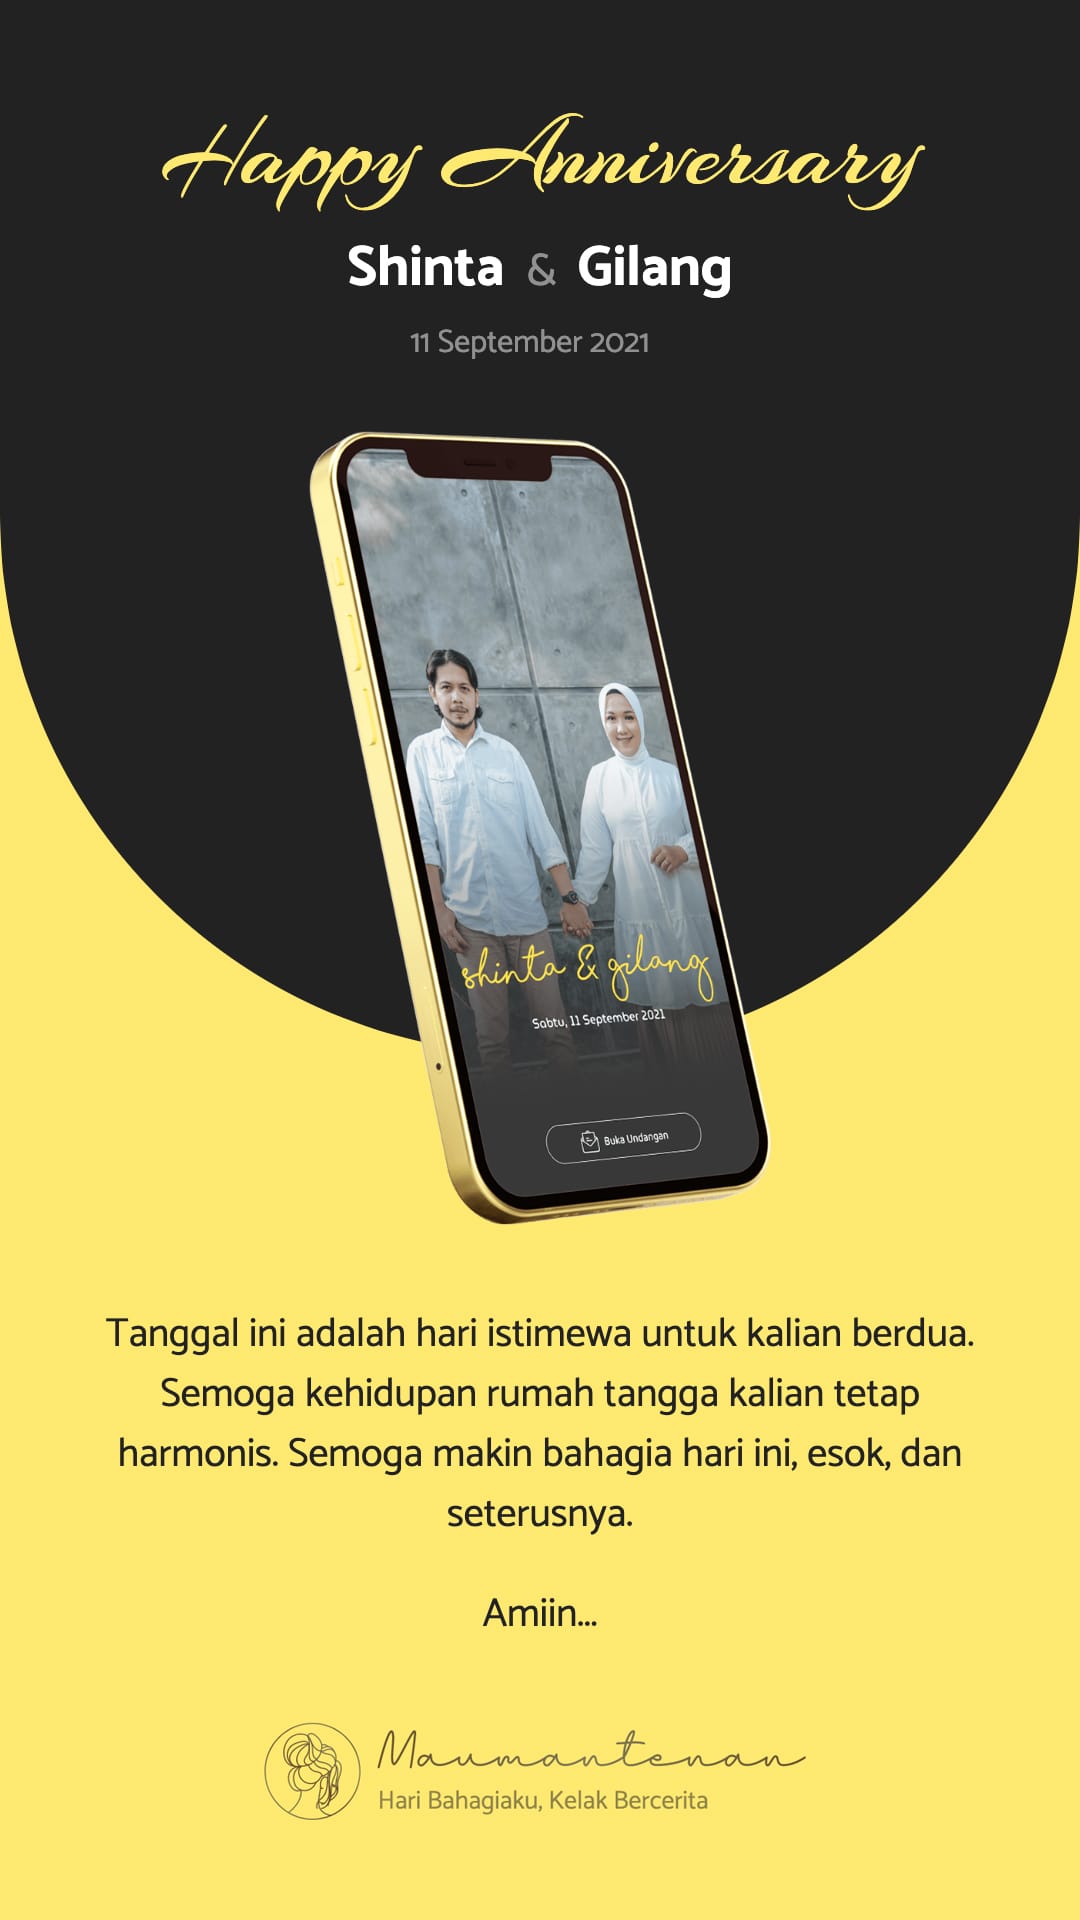 Happy Anniversary
Shinta & Gilang
11 September 2021
shinta & gilang
Sabtu, 11 September 2021
Buka Undangan
Tanggal ini adalah hari istimewa untuk kalian berdua.
Semoga kehidupan rumah tangga kalian tetap
harmonis. Semoga makin bahagia hari ini, esok, dan
seterusnya.
Amiin...
Maumantenan
Hari Bahagiaku, Kelak Bercerita